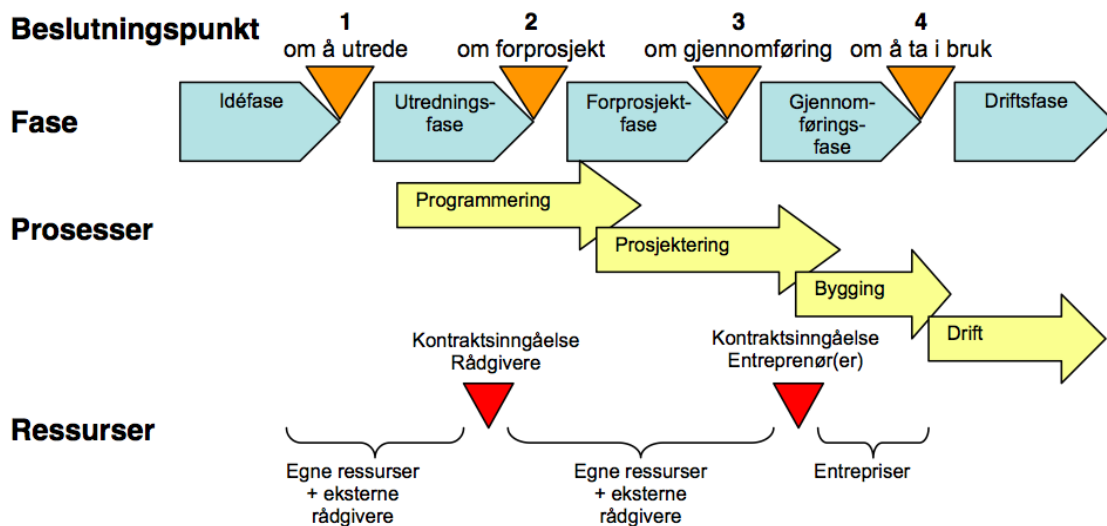 Beslutningspunkt
1
om å utrede
2
om forprosjekt
3
om gjennomføring
4
om å ta i bruk
Fase
Idéfase
Utrednings-
fase
Forprosjekt-
fase
Gjennom-
førings-
fase
Driftsfase
Prosesser
Programmering
Prosjektering
Bygging
Drift
Kontraktsinngåelse
Rådgivere
Kontraktsinngåelse
Entreprenør(er)
Ressurser
Egne ressurser
+ eksterne
rådgivere
Egne ressurser
+ eksterne
rådgivere
Entrepriser